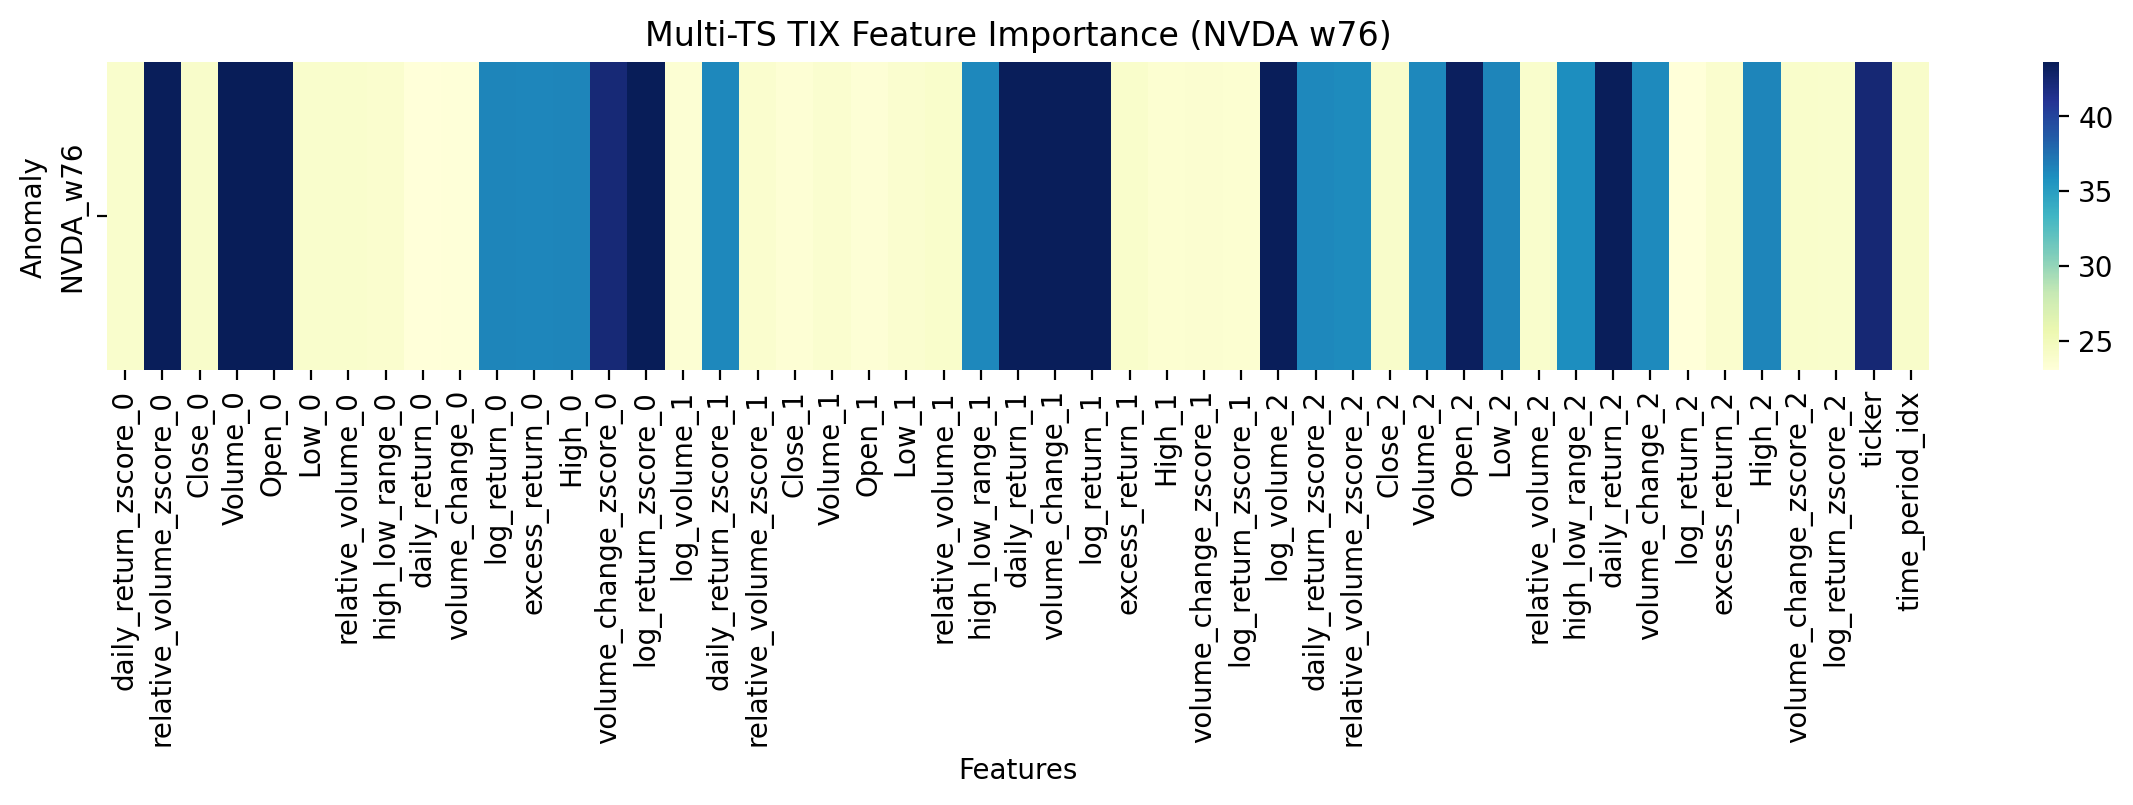 Multi-TS TIX Feature Importance (NVDA w76)
Anomaly
NVDA_w76
40
35
30
25
daily_return_zscore_0
relative_volume_zscore_0
Close_0
Volume_0
Open_0
Low_0
relative_volume_0
high_low_range_0
daily_return_0
volume_change_0
log_return_0
excess_return_0
High_0
volume_change_zscore_0
log_return_zscore_0
log_volume_1
daily_return_zscore_1
relative_volume_zscore_1
Close_1
Volume_1
Open_1
Low_1
relative_volume_1
high_low_range_1
daily_return_1
volume_change_1
log_return_1
excess_return_1
High_1
volume_change_zscore_1
log_return_zscore_1
log_volume_2
daily_return_zscore_2
relative_volume_zscore_2
Close_2
Volume_2
Open_2
Low_2
relative_volume_2
high_low_range_2
daily_return_2
volume_change_2
log_return_2
excess_return_2
High_2
volume_change_zscore_2
log_return_zscore_2
ticker
time_period_idx
Features